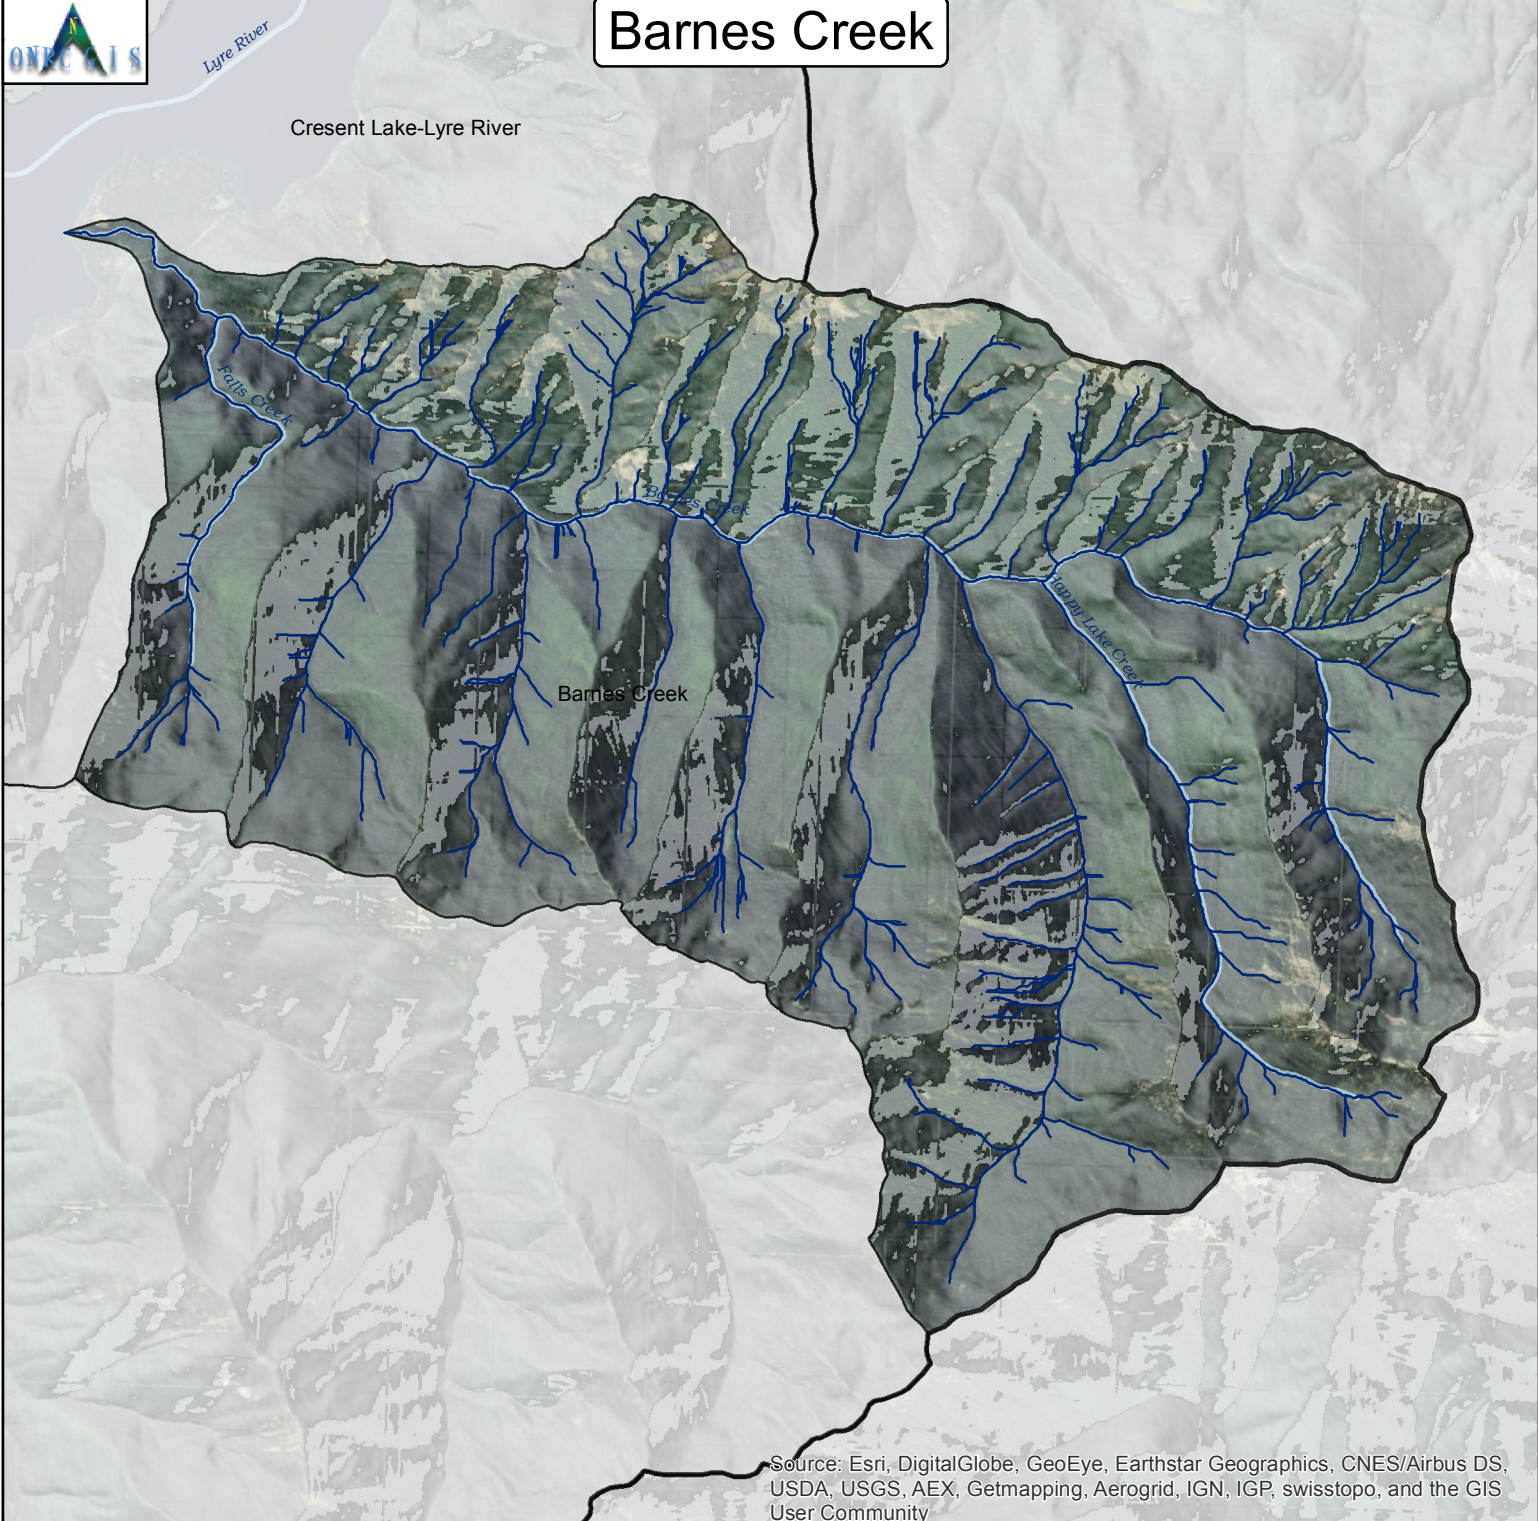 Barnes Creek
N
ONRC GIS
Lyre River
Cresent Lake-Lyre River
Falls Creek
Barnes Creek
Happy Lake Creek
Barnes Creek
Source: Esri, DigitalGlobe, GeoEye, Earthstar Geographics, CNES/Airbus DS,
USDA, USGS, AEX, Getmapping, Aerogrid, IGN, IGP, swisstopo, and the GIS
User Community